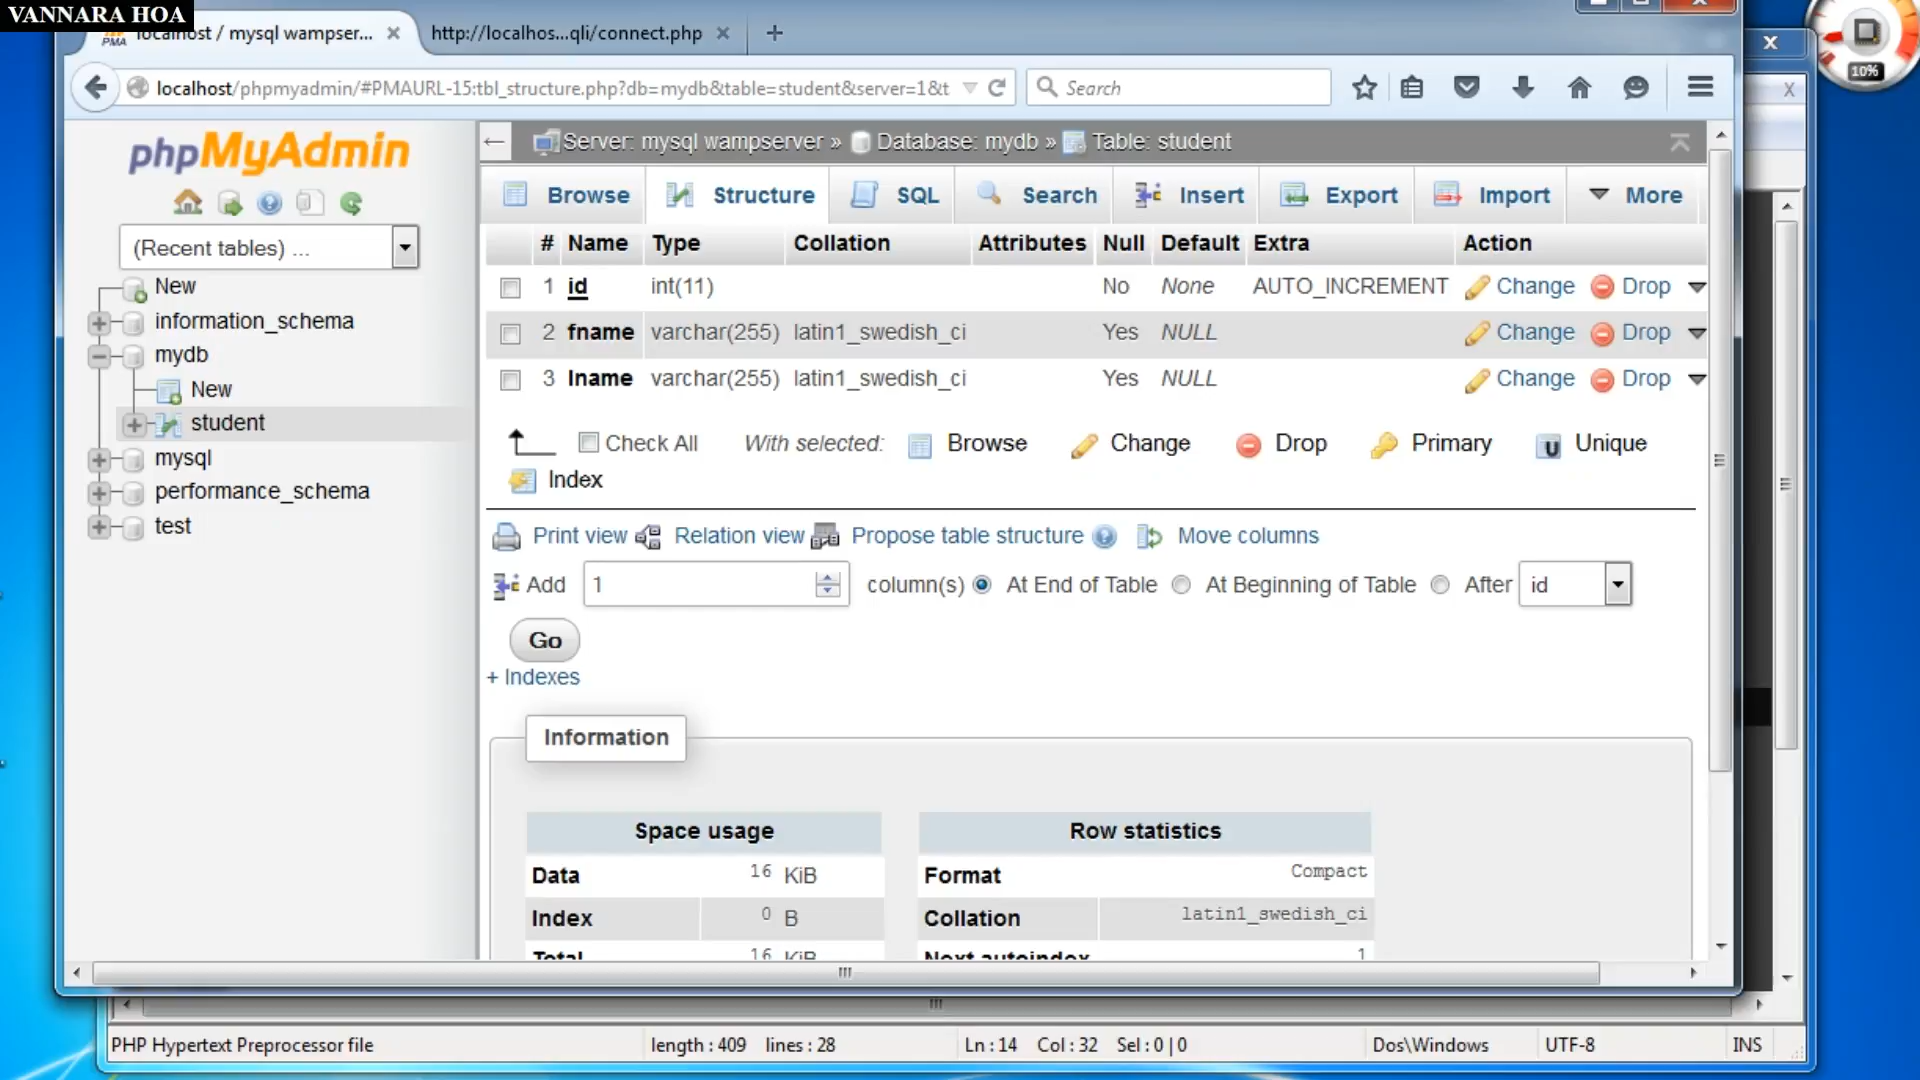 VANNARA HOA
localhost / mysql wampser...
http://localhos...qli/connect.php
localhost/phpmyadmin/#PMAURL-15:tbl_structure.php?db=mydb&table=student&server=1&t
Search
10%
phpMyAdmin
(Recent tables) ...
New
information_schema
mydb
New
student
mysql
performance_schema
test
Server: mysql wampserver » Database: mydb » Table: student
Browse Structure SQL Search Insert Export Import More
# Name Type Collation Attributes Null Default Extra Action
1 id int(11) No None AUTO_INCREMENT Change Drop
2 fname varchar(255) latin1_swedish_ci Yes NULL Change Drop
3 lname varchar(255) latin1_swedish_ci Yes NULL Change Drop
Check All With selected: Browse Change Drop Primary Unique
Index
Print view Relation view Propose table structure Move columns
Add 1 column(s) At End of Table At Beginning of Table After id
Go
+ Indexes
Information
Space usage
Data 16 KiB
Index 0 B
Total 16 KiB
Row statistics
Format Compact
Collation latin1_swedish_ci
Next autoindex 1
PHP Hypertext Preprocessor file length : 409 lines : 28 Ln : 14 Col : 32 Sel : 0 | 0 Dos\Windows UTF-8 INS